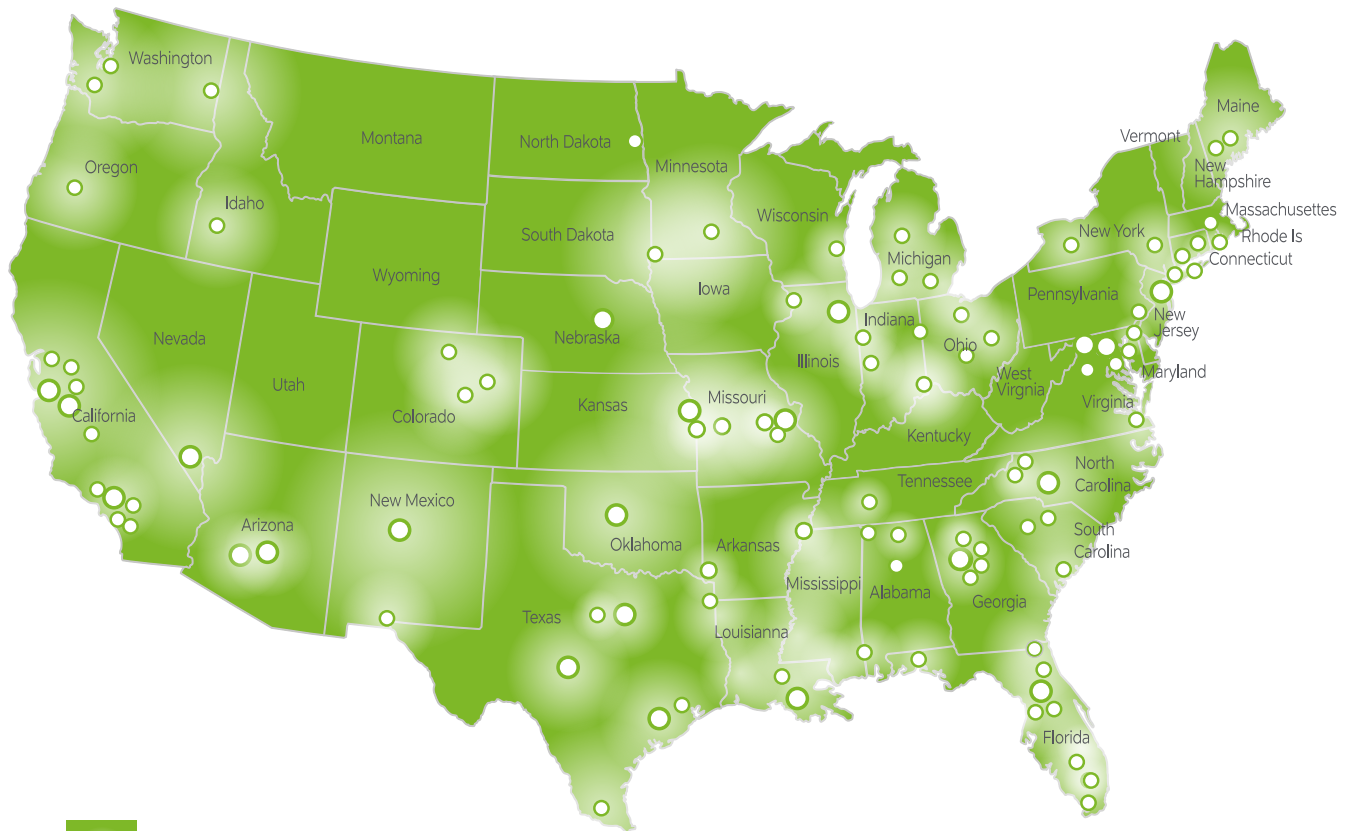 Washington
Maine
Montana
North Dakota
Vermont
Minnesota
Oregon
New
Hampshire
Idaho
Wisconsin
Massachusetts
South Dakota
New York
Rhode Is
Michigan
Connecticut
Wyoming
Iowa
Pennsylvania
Nebraska
Indiana
New
Jersey
Nevada
Ohio
Illinois
West
Virgnia
Maryland
Utah
Colorado
Kansas
Missouri
Virginia
California
Kentucky
North
Carolina
Tennessee
New Mexico
Arizona
Oklahoma
Arkansas
South
Carolina
Mississippi
Alabama
Georgia
Texas
Louisianna
Florida